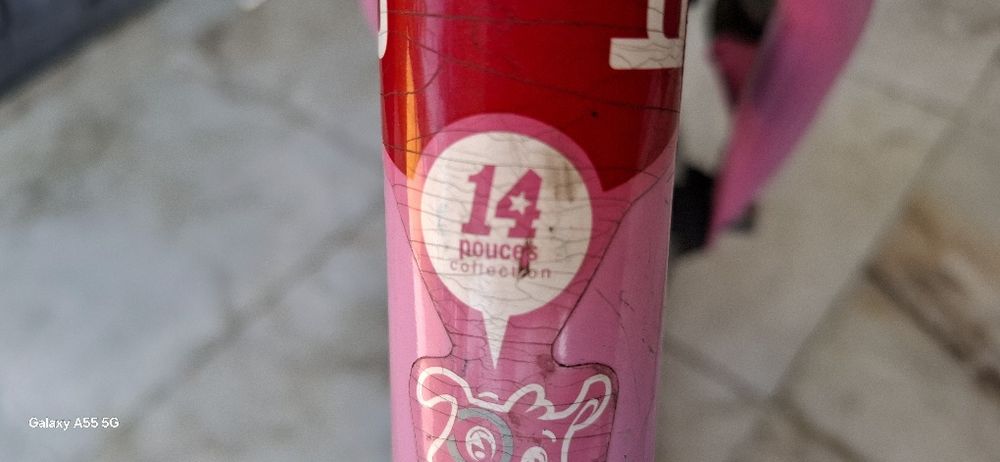 14
pouces
collection
Galaxy A55 5G